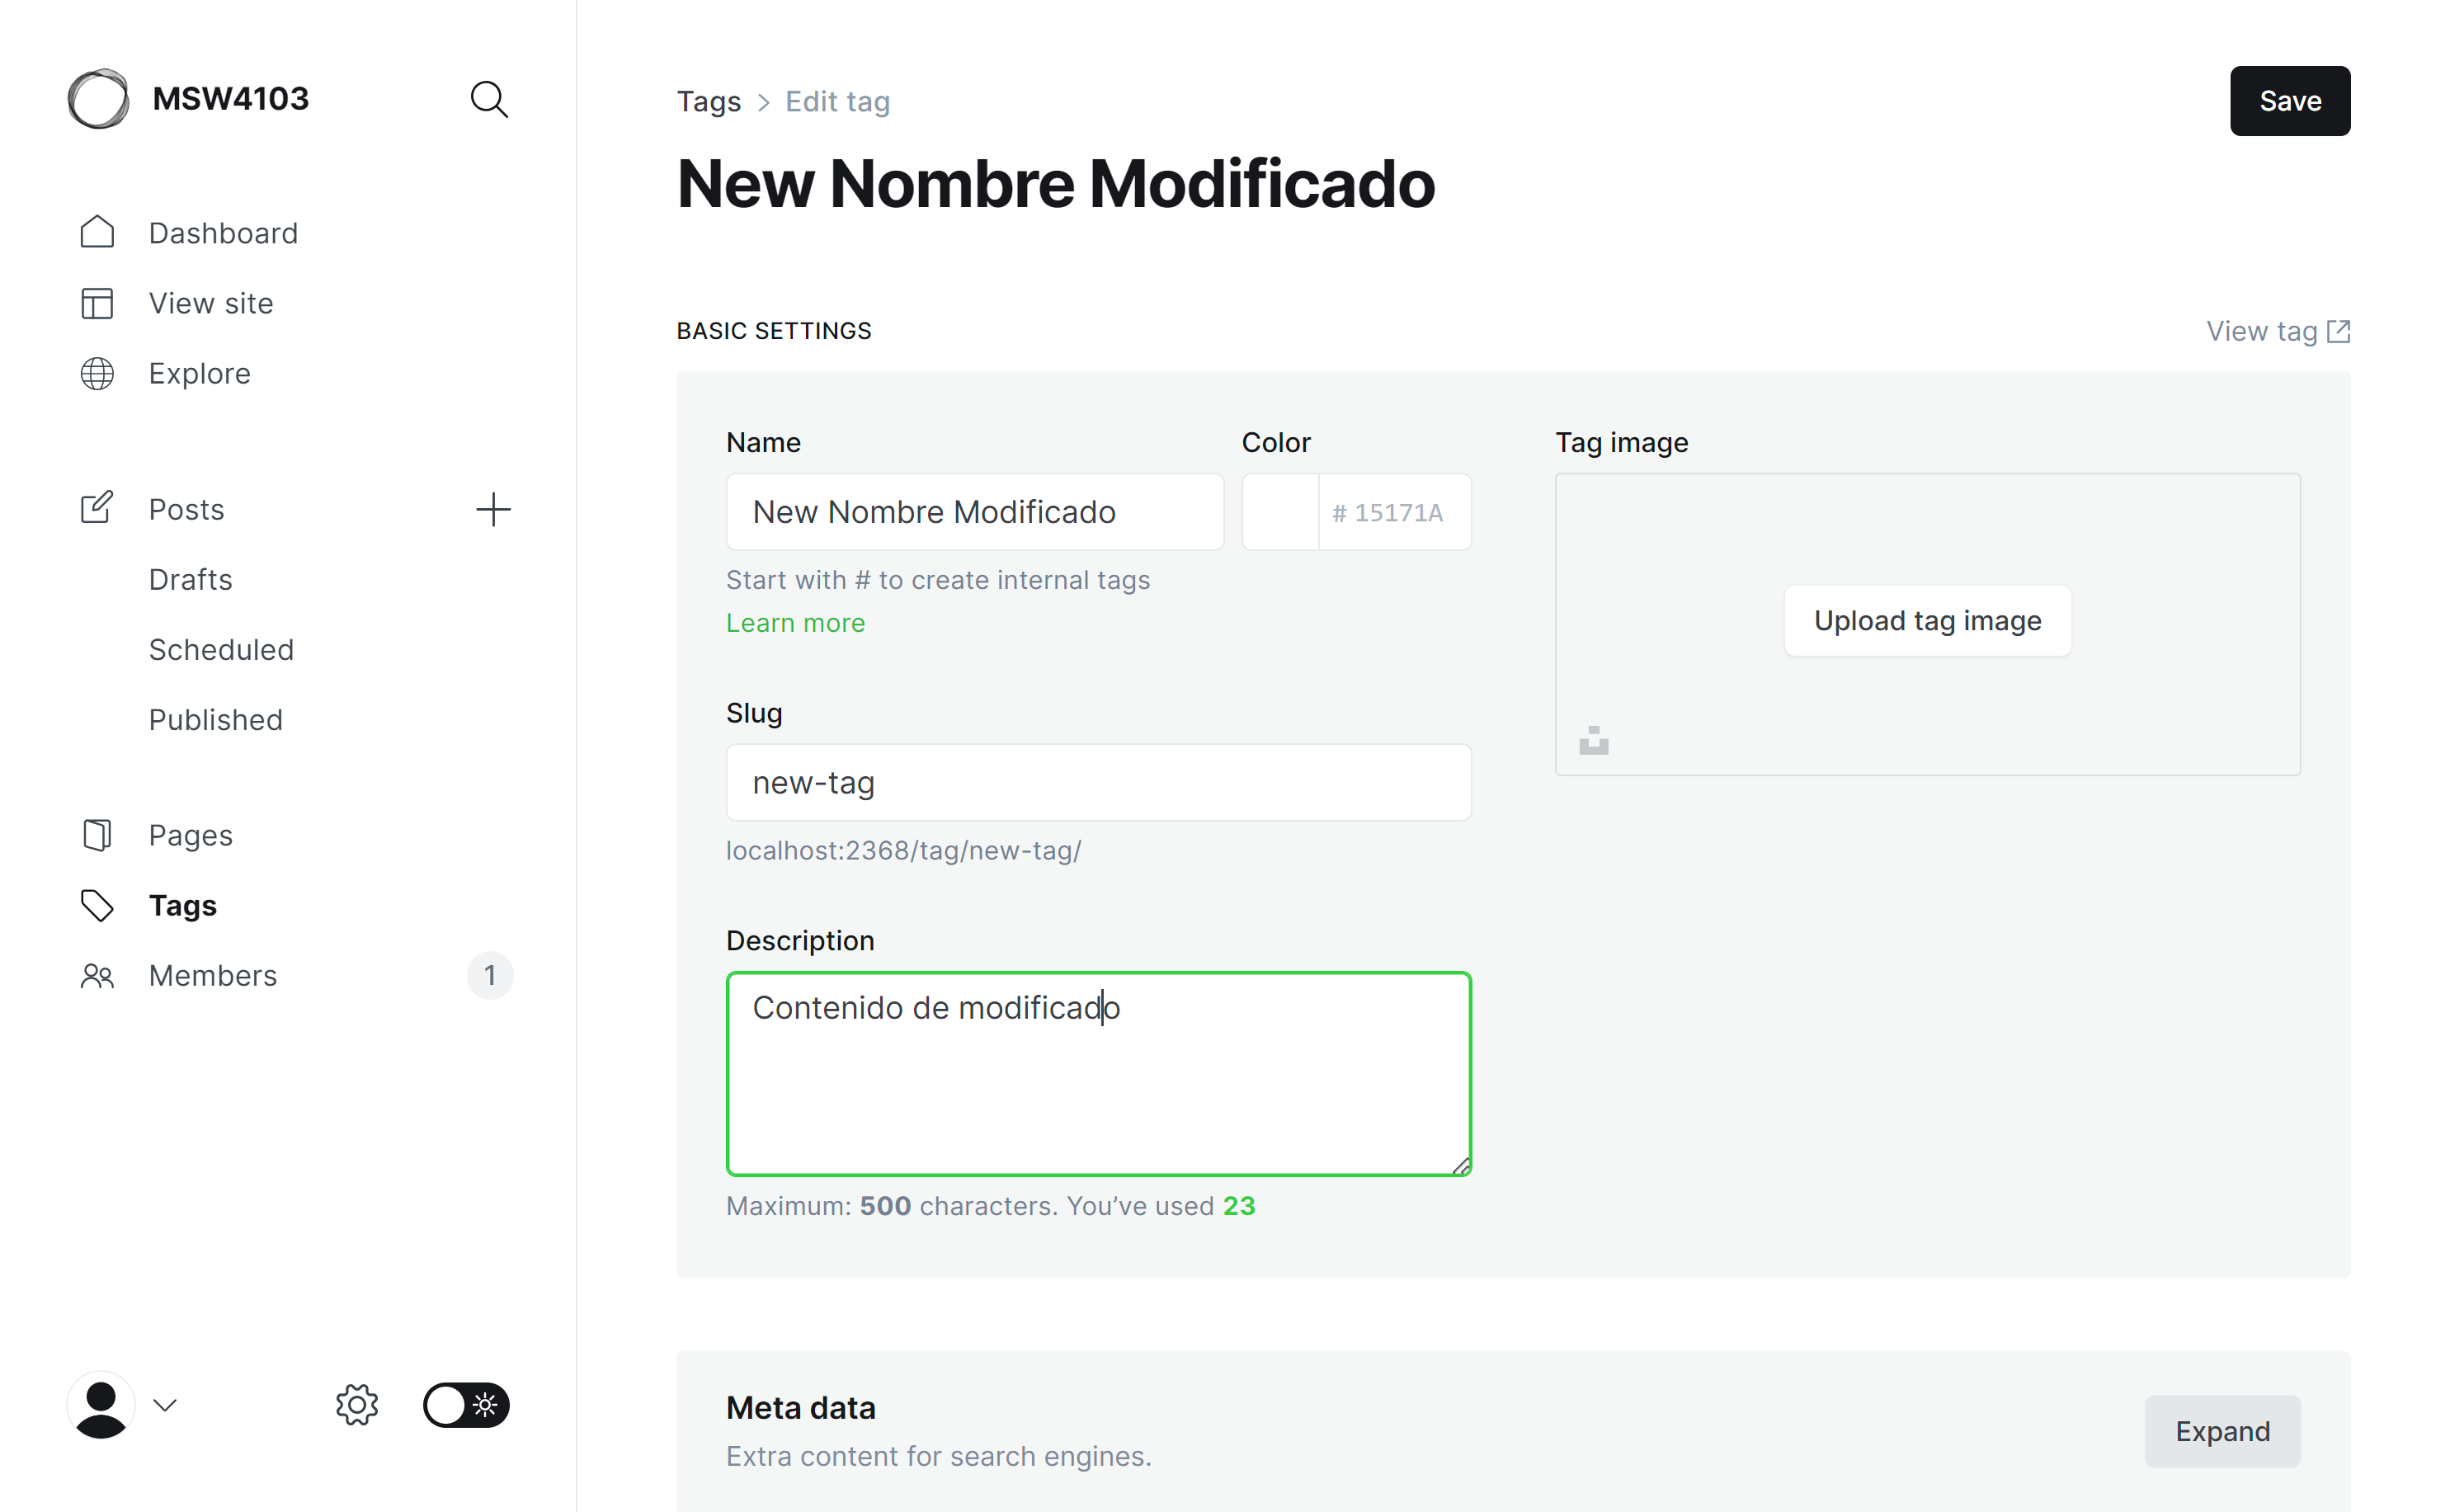 MSW4103
Dashboard
View site
Explore
Posts
Drafts
Scheduled
Published
Pages
Tags
Members 1
Tags > Edit tag
Save
New Nombre Modificado
BASIC SETTINGS
View tag
Name
New Nombre Modificado
Color
# 15171A
Start with # to create internal tags
Learn more
Slug
new-tag
localhost:2368/tag/new-tag/
Description
Contenido de modificado
Maximum: 500 characters. You’ve used 23
Tag image
Upload tag image
Meta data
Extra content for search engines.
Expand